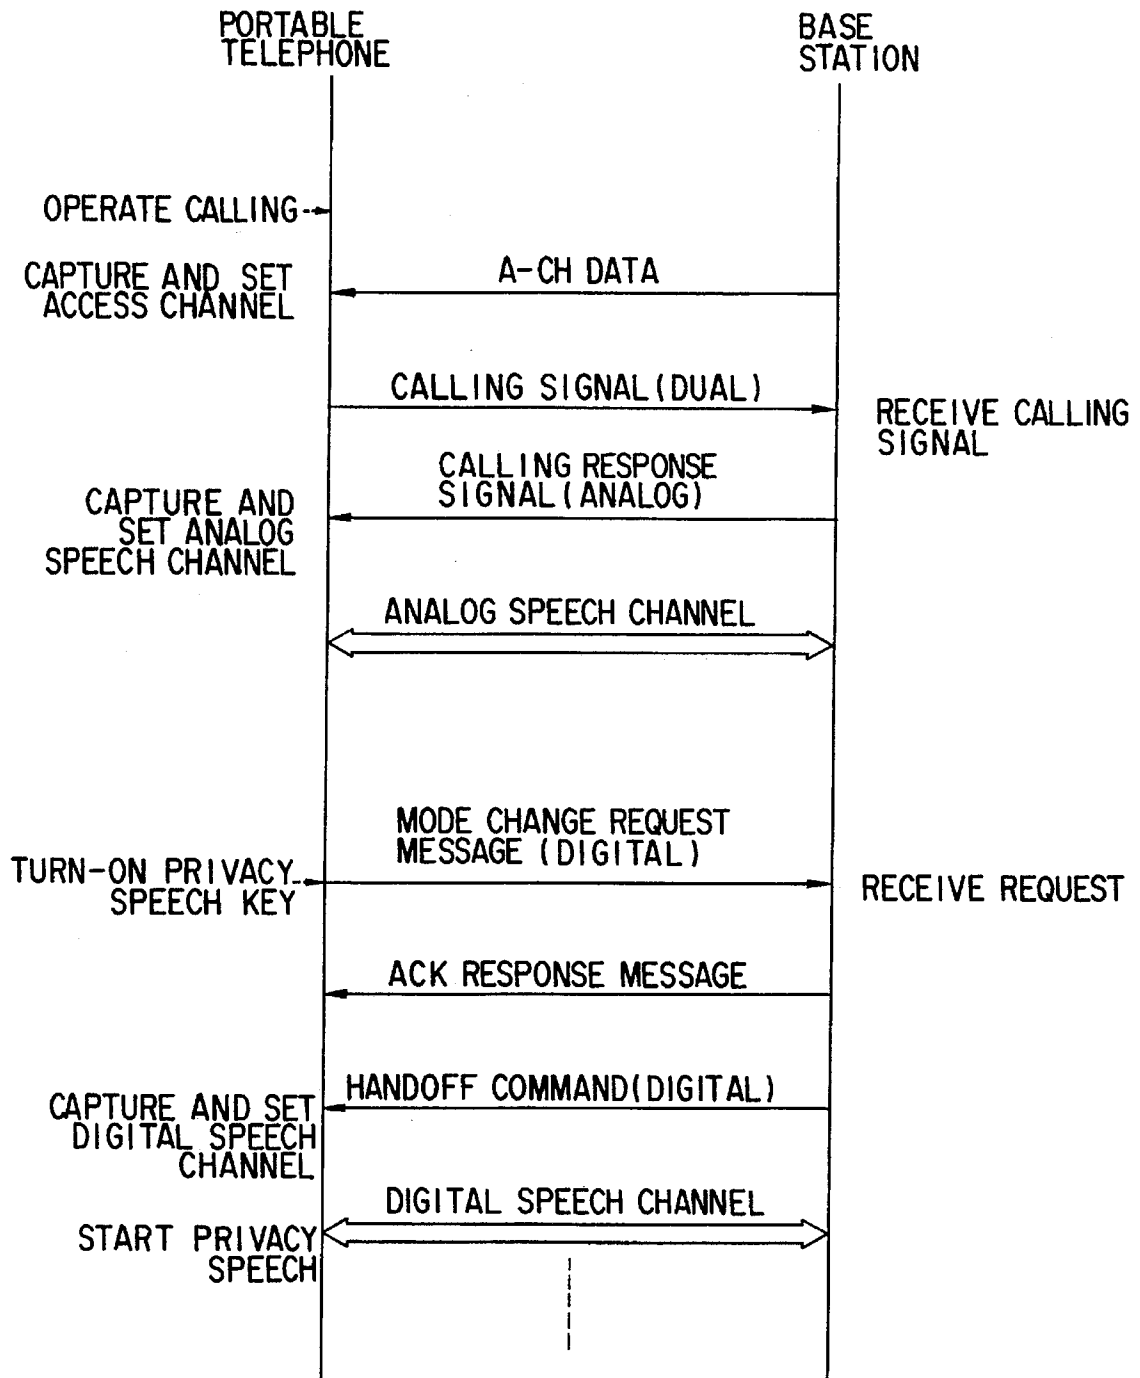 PORTABLE
TELEPHONE
BASE
STATION
OPERATE CALLING
A-CH DATA
CAPTURE AND SET
ACCESS CHANNEL
CALLING SIGNAL (DUAL)
RECEIVE CALLING
SIGNAL
CALLING RESPONSE
SIGNAL (ANALOG)
CAPTURE AND
SET ANALOG
SPEECH CHANNEL
ANALOG SPEECH CHANNEL
MODE CHANGE REQUEST
MESSAGE (DIGITAL)
TURN-ON PRIVACY
SPEECH KEY
RECEIVE REQUEST
ACK RESPONSE MESSAGE
HANDOFF COMMAND (DIGITAL)
CAPTURE AND SET
DIGITAL SPEECH
CHANNEL
DIGITAL SPEECH CHANNEL
START PRIVACY
SPEECH